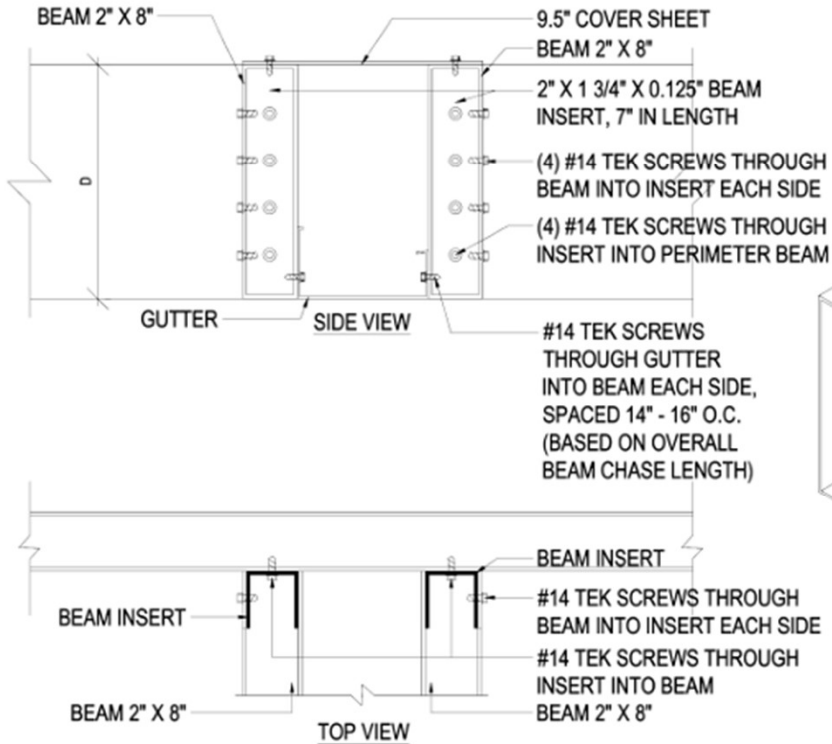 BEAM 2" X 8"
9.5" COVER SHEET
BEAM 2" X 8"
2" X 1 3/4" X 0.125" BEAM
INSERT, 7" IN LENGTH
(4) #14 TEK SCREWS THROUGH
BEAM INTO INSERT EACH SIDE
(4) #14 TEK SCREWS THROUGH
INSERT INTO PERIMETER BEAM
D
GUTTER
SIDE VIEW
#14 TEK SCREWS
THROUGH GUTTER
INTO BEAM EACH SIDE,
SPACED 14" - 16" O.C.
(BASED ON OVERALL
BEAM CHASE LENGTH)
BEAM INSERT
BEAM INSERT
#14 TEK SCREWS THROUGH
BEAM INTO INSERT EACH SIDE
#14 TEK SCREWS THROUGH
INSERT INTO BEAM
BEAM 2" X 8"
BEAM 2" X 8"
TOP VIEW